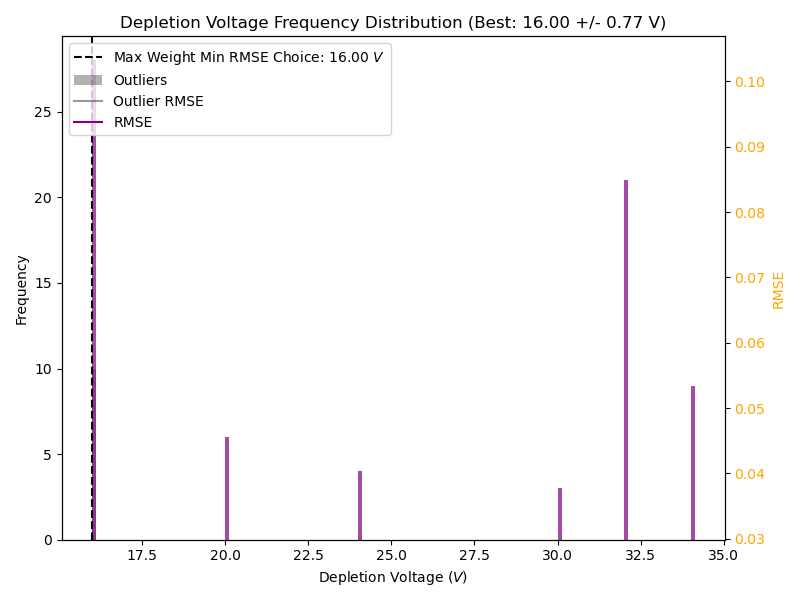 Depletion Voltage Frequency Distribution (Best: 16.00 +/- 0.77 V)
Max Weight Min RMSE Choice: 16.00 V
Outliers
Outlier RMSE
RMSE
Frequency
0
5
10
15
20
25
RMSE
0.03
0.04
0.05
0.06
0.07
0.08
0.09
0.10
17.5
20.0
22.5
25.0
27.5
30.0
32.5
35.0
Depletion Voltage (V)